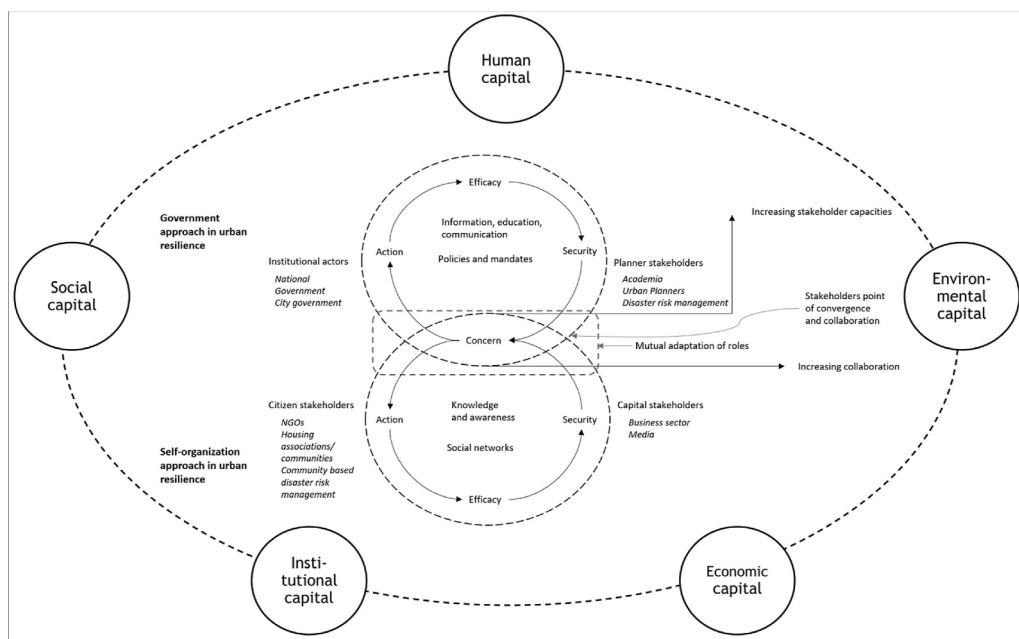 Human
capital
Efficacy
Government
approach in urban
resilience
Increasing stakeholder capacities
Information, education,
communication
Action
Security
Policies and mandates
Institutional actors
National
Government
City government
Planner stakeholders
Academia
Urban Planners
Disaster risk management
Social
capital
Environ-
mental
capital
Stakeholders point
of convergence
and collaboration
Concern
Mutual adaptation of roles
Increasing collaboration
Citizen stakeholders
NGOs
Housing
associations/
communities
Community based
disaster risk
management
Knowledge
and awareness
Action
Security
Capital stakeholders
Business sector
Media
Social networks
Self-organization
approach in urban
resilience
Efficacy
Insti-
tutional
capital
Economic
capital